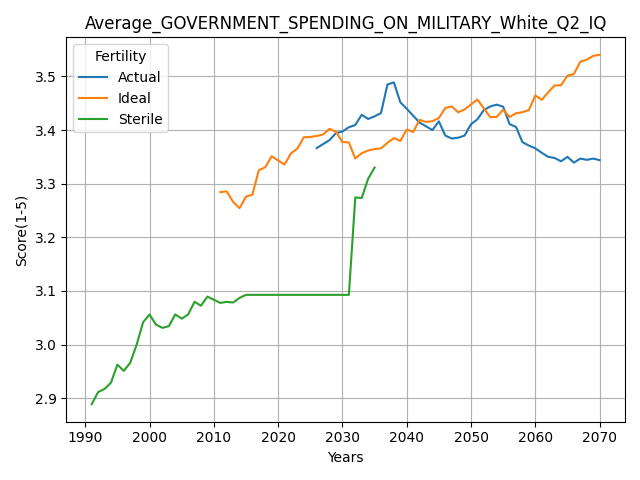 Average_GOVERNMENT_SPENDING_ON_MILITARY_White_Q2_IQ
Fertility
Actual
Ideal
Sterile
Score(1-5)
3.5
3.4
3.3
3.2
3.1
3.0
2.9
1990 2000 2010 2020 2030 2040 2050 2060 2070
Years